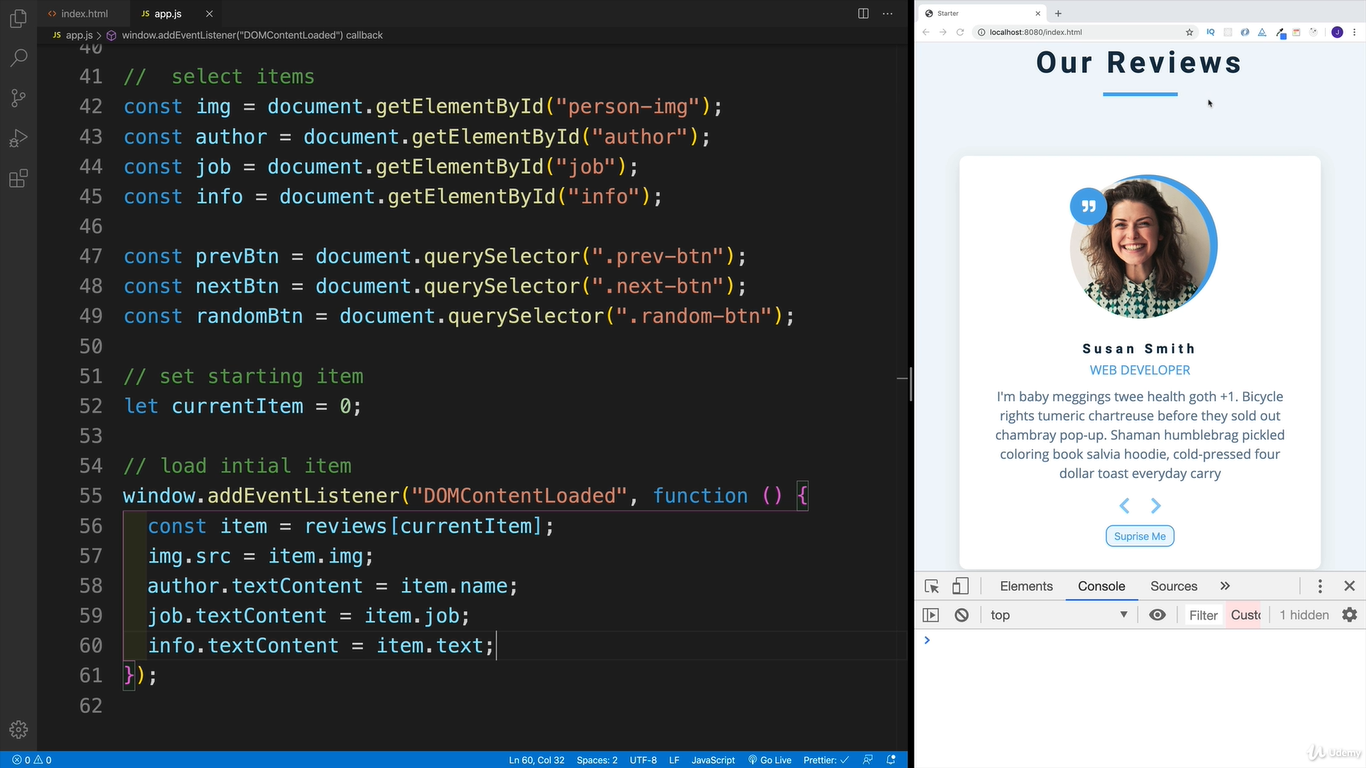 index.html
JS app.js
JS app.js > window.addEventListener("DOMContentLoaded") callback
40
41 // select items
42 const img = document.getElementById("person-img");
43 const author = document.getElementById("author");
44 const job = document.getElementById("job");
45 const info = document.getElementById("info");
46
47 const prevBtn = document.querySelector(".prev-btn");
48 const nextBtn = document.querySelector(".next-btn");
49 const randomBtn = document.querySelector(".random-btn");
50
51 // set starting item
52 let currentItem = 0;
53
54 // load intial item
55 window.addEventListener("DOMContentLoaded", function () {
56 const item = reviews[currentItem];
57 img.src = item.img;
58 author.textContent = item.name;
59 job.textContent = item.job;
60 info.textContent = item.text;
61 });
62
0 0
Ln 60, Col 32
Spaces: 2
UTF-8
LF
JavaScript
Go Live
Prettier: ✓
Starter
localhost:8080/index.html
IQ
J
Our Reviews
Susan Smith
WEB DEVELOPER
I'm baby meggings twee health goth +1. Bicycle
rights tumeric chartreuse before they sold out
chambray pop-up. Shaman humblebrag pickled
coloring book salvia hoodie, cold-pressed four
dollar toast everyday carry
Suprise Me
Elements
Console
Sources
top
Filter
Custo
1 hidden
Udemy